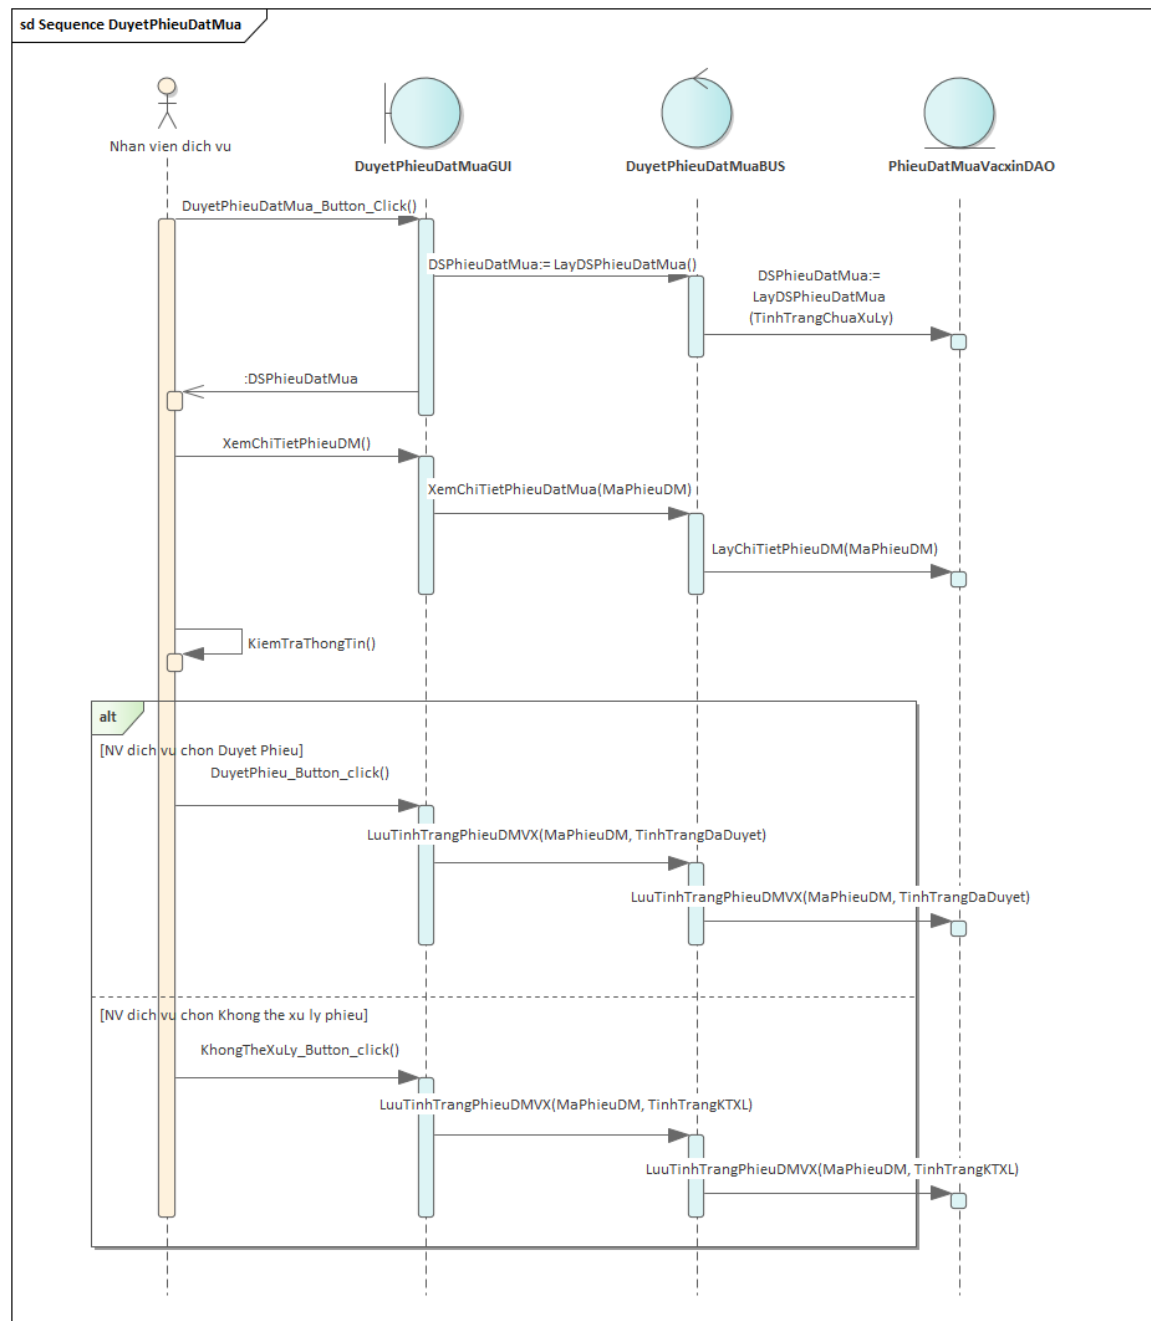 sd Sequence DuyetPhieuDatMua
Nhan vien dich vu
DuyetPhieuDatMuaGUI
DuyetPhieuDatMuaBUS
PhieuDatMuaVacxinDAO
DuyetPhieuDatMua_Button_Click()
DSPhieuDatMua:= LayDSPhieuDatMua()
DSPhieuDatMua:=
LayDSPhieuDatMua
(TinhTrangChuaXuLy)
:DSPhieuDatMua
XemChiTietPhieuDM()
XemChiTietPhieuDatMua(MaPhieuDM)
LayChiTietPhieuDM(MaPhieuDM)
KiemTraThongTin()
alt
[NV dich vu chon Duyet Phieu]
DuyetPhieu_Button_click()
LuuTinhTrangPhieuDMVX(MaPhieuDM, TinhTrangDaDuyet)
LuuTinhTrangPhieuDMVX(MaPhieuDM, TinhTrangDaDuyet)
[NV dich vu chon Khong the xu ly phieu]
KhongTheXuLy_Button_click()
LuuTinhTrangPhieuDMVX(MaPhieuDM, TinhTrangKTXL)
LuuTinhTrangPhieuDMVX(MaPhieuDM, TinhTrangKTXL)